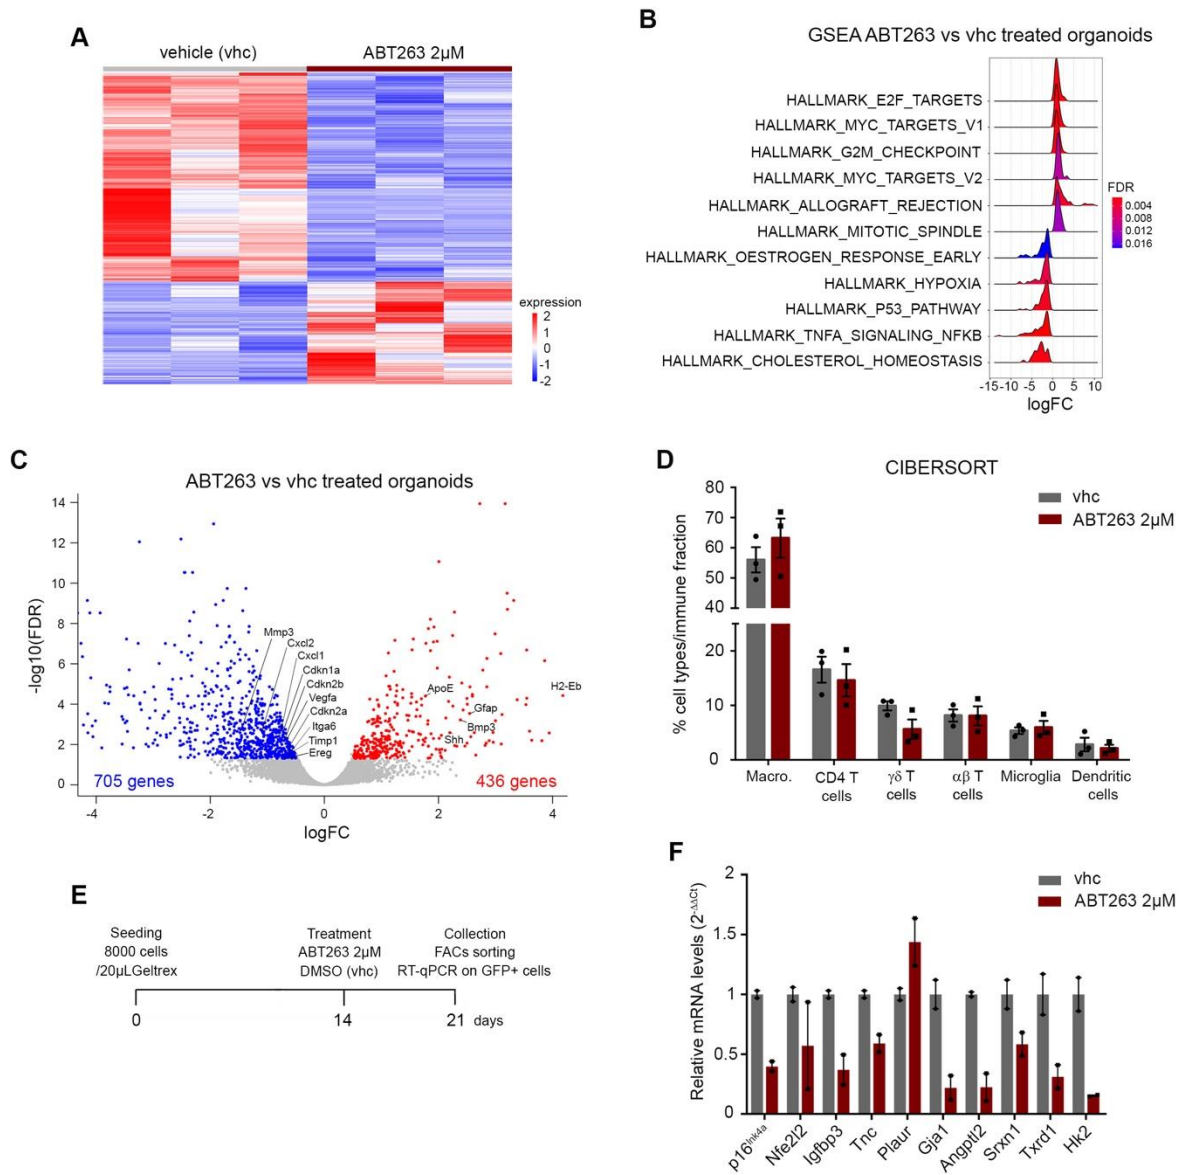 A
vehicle (vhc)
ABT263 2µM
expression
2
1
0
-1
-2
B
GSEA ABT263 vs vhc treated organoids
HALLMARK_E2F_TARGETS
HALLMARK_MYC_TARGETS_V1
HALLMARK_G2M_CHECKPOINT
HALLMARK_MYC_TARGETS_V2
HALLMARK_ALLOGRAFT_REJECTION
HALLMARK_MITOTIC_SPINDLE
HALLMARK_OESTROGEN_RESPONSE_EARLY
HALLMARK_HYPOXIA
HALLMARK_P53_PATHWAY
HALLMARK_TNFA_SIGNALING_NFKB
HALLMARK_CHOLESTEROL_HOMEOSTASIS
FDR
0.004
0.008
0.012
0.016
-15 -10 -5 0 5 10
logFC
C
ABT263 vs vhc treated organoids
-log10(FDR)
14
12
10
8
6
4
2
0
Mmp3
Cxcl2
Cxcl1
Cdkn1a
Cdkn2b
Vegfa
Cdkn2a
Itga6
Timp1
Ereg
ApoE
H2-Eb
Gfap
Bmp3
Shh
705 genes
436 genes
-4 -2 0 2 4
logFC
D
CIBERSORT
vhc
ABT263 2µM
% cell types/immune fraction
80
70
60
50
40
20
10
0
Macro.
CD4 T
cells
γδ T
cells
αβ T
cells
Microglia
Dendritic
cells
E
Seeding
8000 cells
/20µLGeltrex
Treatment
ABT263 2µM
DMSO (vhc)
Collection
FACs sorting
RT-qPCR on GFP+ cells
0 14 21 days
F
vhc
ABT263 2µM
Relative mRNA levels (2^-ΔΔCt)
2
1.5
1
0.5
0
p16^Ink4a
Nfe2l2
Igfbp3
Tnc
Plaur
Gja1
Angptl2
Srxn1
Txrd1
Hk2